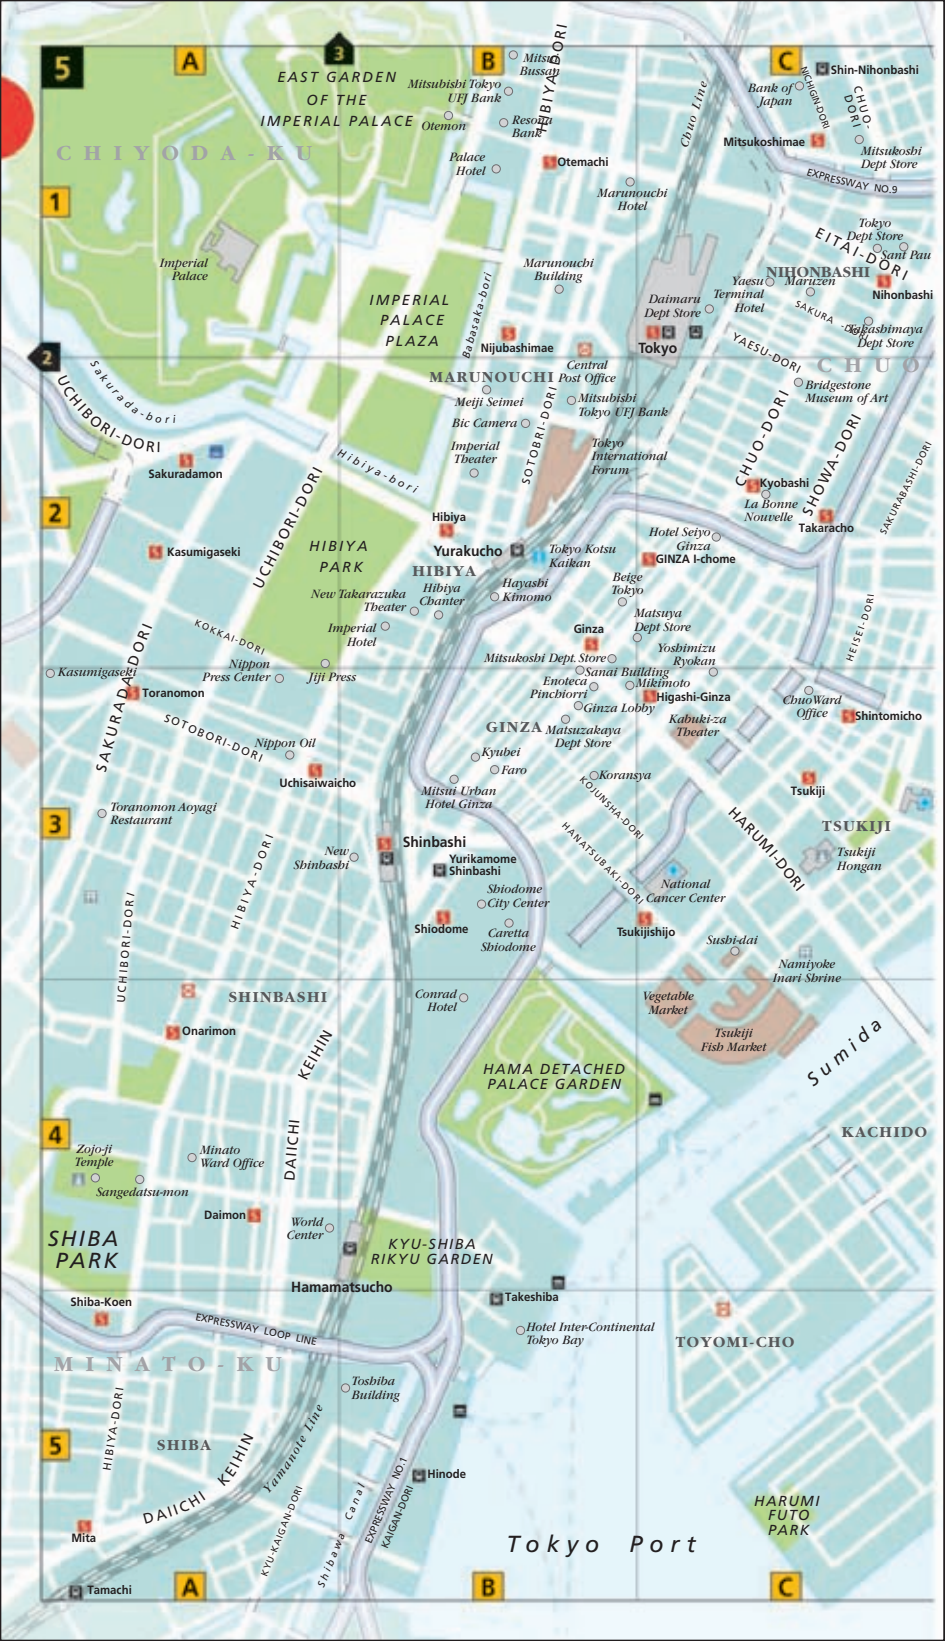 5
A
3
B
C
EAST GARDEN
OF THE
IMPERIAL PALACE
Mitsui
Bussan
HIBIYA-DORI
Mitsubishi Tokyo
UFJ Bank
Otemon
Resona
Bank
Chuo Line
Bank of
Japan
NICHIGIN-DORI
Shin-Nihonbashi
CHUO-
DORI
Mitsukoshimae
Mitsukoshi
Dept Store
CHIYODA-KU
Palace
Hotel
Otemachi
Marunouchi
Hotel
EXPRESSWAY NO.9
1
Imperial
Palace
Marunouchi
Building
Tokyo
Dept Store
EITAI-DORI
Sant Pau
NIHONBASHI
Nihonbashi
Yaesu
Terminal
Hotel
Maruzen
SAKURA-DORI
Takashimaya
Dept Store
IMPERIAL
PALACE
PLAZA
Babasaka-bori
Daimaru
Dept Store
Nijubashimae
Tokyo
YAESU-DORI
CHUO
2
Sakurada-bori
UCHIBORI-DORI
MARUNOUCHI
Central
Post Office
Meiji Seimei
Mitsubishi
Tokyo UFJ Bank
Bridgestone
Museum of Art
Bic Camera
SOTOBRI-DORI
Imperial
Theater
Tokyo
International
Forum
CHUO-DORI
SHOWA-DORI
SAKURABASHI-DORI
Sakuradamon
Hibiya-bori
UCHIBORI-DORI
Kyobashi
La Bonne
Nouvelle
Takaracho
2
Hibiya
Yurakucho
HIBIYA
Kasumigaseki
HIBIYA
PARK
Tokyo Kotsu
Kaikan
Hotel Seiyo
Ginza
GINZA I-chome
New Takarazuka
Theater
Hibiya
Chanter
Hayashi
Kimomo
Beige
Tokyo
Imperial
Hotel
Matsuya
Dept Store
HEISEI-DORI
KOKKAI-DORI
SAKURADA-DORI
Ginza
Yoshimizu
Ryokan
Kasumigaseki
Nippon
Press Center
Jiji Press
Mitsukoshi Dept. Store
Sanai Building
Enoteca
Pinchiorri
Mikimoto
Higashi-Ginza
Toranomon
Ginza Lobby
Kabuki-za
Theater
ChuoWard
Office
Shintomicho
SOTOBORI-DORI
Nippon Oil
GINZA
Matsuzakaya
Dept Store
Kyubei
Faro
Uchisaiwaicho
Mitsui Urban
Hotel Ginza
Koransya
KOJUNSHA-DORI
Tsukiji
3
Toranomon Aoyagi
Restaurant
HARUMI-DORI
TSUKIJI
HANATSUBAKI-DORI
Shinbashi
New
Shinbashi
Yurikamome
Shinbashi
Tsukiji
Hongan
HIBIYA-DORI
Shiodome
City Center
National
Cancer Center
UCHIBORI-DORI
Shiodome
Caretta
Shiodome
Tsukijishijo
Sushi-dai
Namiyoke
Inari Shrine
SHINBASHI
Conrad
Hotel
Vegetable
Market
Tsukiji
Fish Market
Onarimon
Sumida
DAIICHI KEIHIN
HAMA DETACHED
PALACE GARDEN
4
KACHIDO
Zojo-ji
Temple
Minato
Ward Office
Sangedatsu-mon
Daimon
World
Center
SHIBA
PARK
KYU-SHIBA
RIKYU GARDEN
Hamamatsucho
Shiba-Koen
Takeshiba
EXPRESSWAY LOOP LINE
Hotel Inter-Continental
Tokyo Bay
TOYOMI-CHO
MINATO-KU
HIBIYA-DORI
Toshiba
Building
5
SHIBA
DAIICHI KEIHIN
Yamanote Line
Hinode
EXPRESSWAY NO.1
KAIGAN-DORI
KYU-KAIGAN-DORI
Shibawa Canal
HARUMI
FUTO
PARK
Mita
Tokyo Port
Tamachi
A
B
C